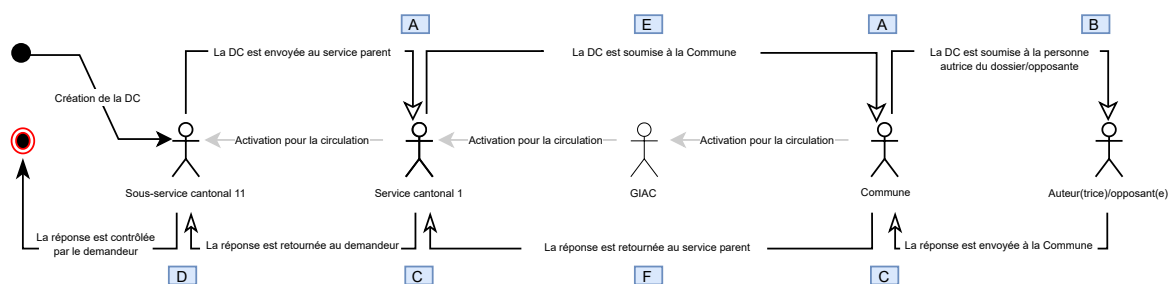 A
E
A
B
La DC est envoyée au service parent
La DC est soumise à la Commune
La DC est soumise à la personne
autrice du dossier/opposante
Création de la DC
Activation pour la circulation
Activation pour la circulation
Activation pour la circulation
Sous-service cantonal 11
Service cantonal 1
GIAC
Commune
Auteur(trice)/opposant(e)
La réponse est contrôlée
par le demandeur
La réponse est retournée au demandeur
La réponse est retournée au service parent
La réponse est envoyée à la Commune
D
C
F
C